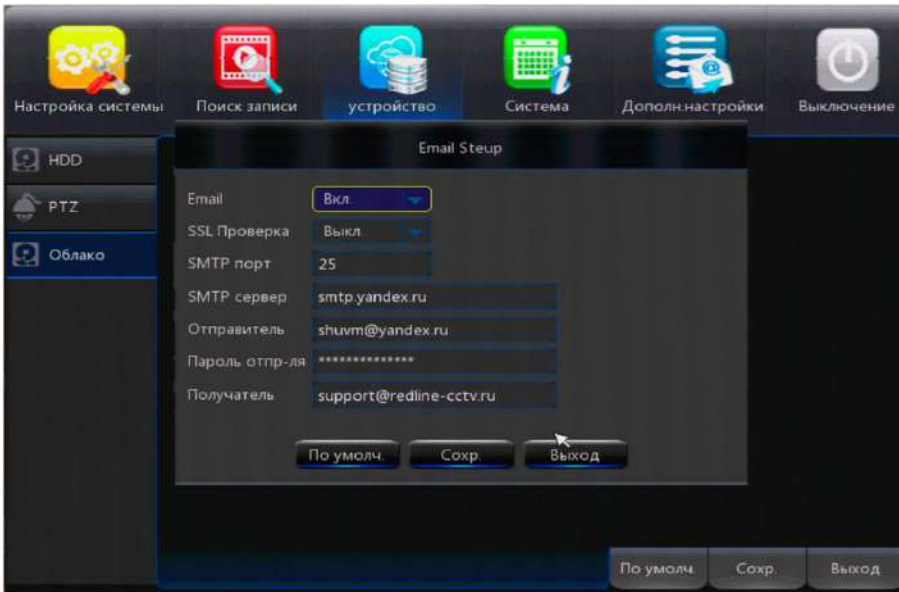 Настройка системы Поиск записи устройство Система Дополн.настройки Выключение
Email Steup
HDD
PTZ
Облако
Email Вкл.
SSL Проверка Выкл.
SMTP порт 25
SMTP сервер smtp.yandex.ru
Отправитель shuvm@yandex.ru
Пароль отпр-ля **************
Получатель support@redline-cctv.ru
По умолч. Сохр. Выход
По умолч. Сохр. Выход